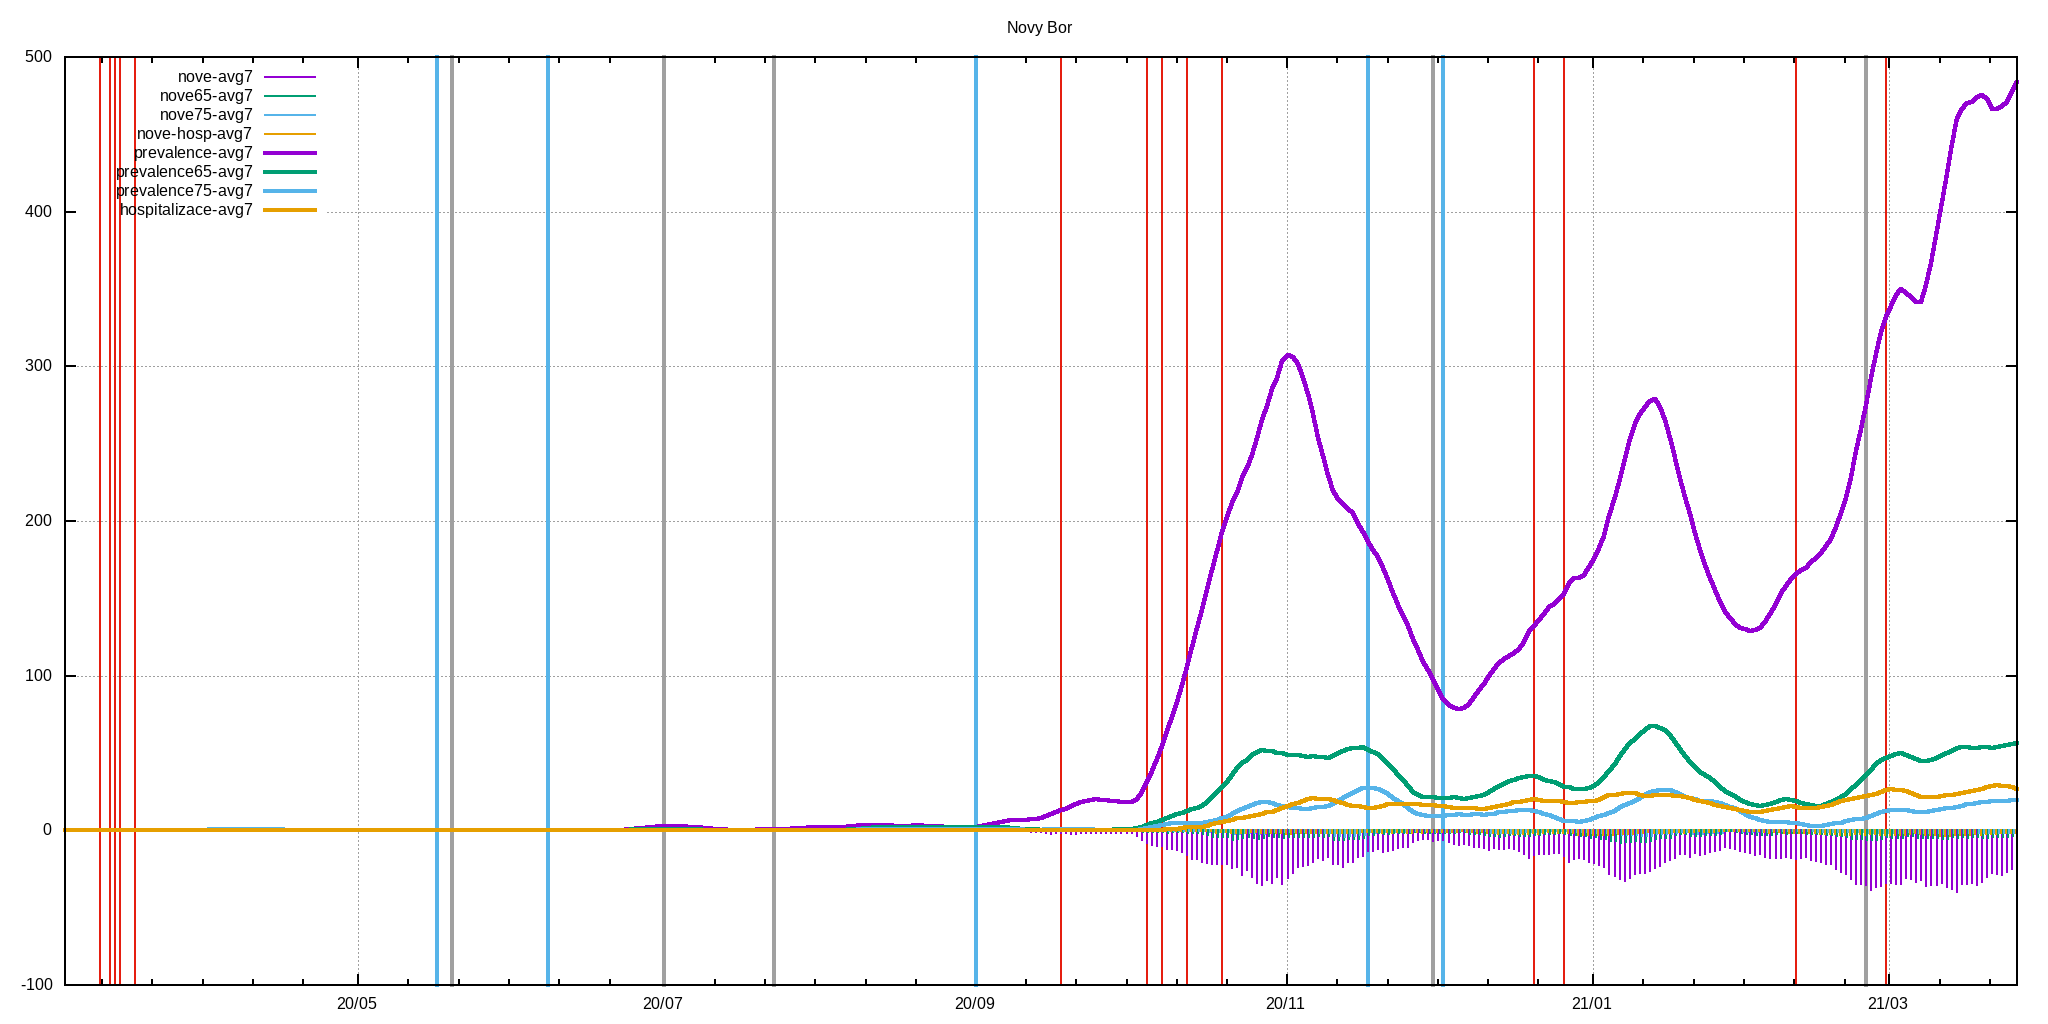 Novy Bor
500
400
300
200
100
0
-100
nove-avg7
nove65-avg7
nove75-avg7
nove-hosp-avg7
prevalence-avg7
prevalence65-avg7
prevalence75-avg7
hospitalizace-avg7
20/05
20/07
20/09
20/11
21/01
21/03